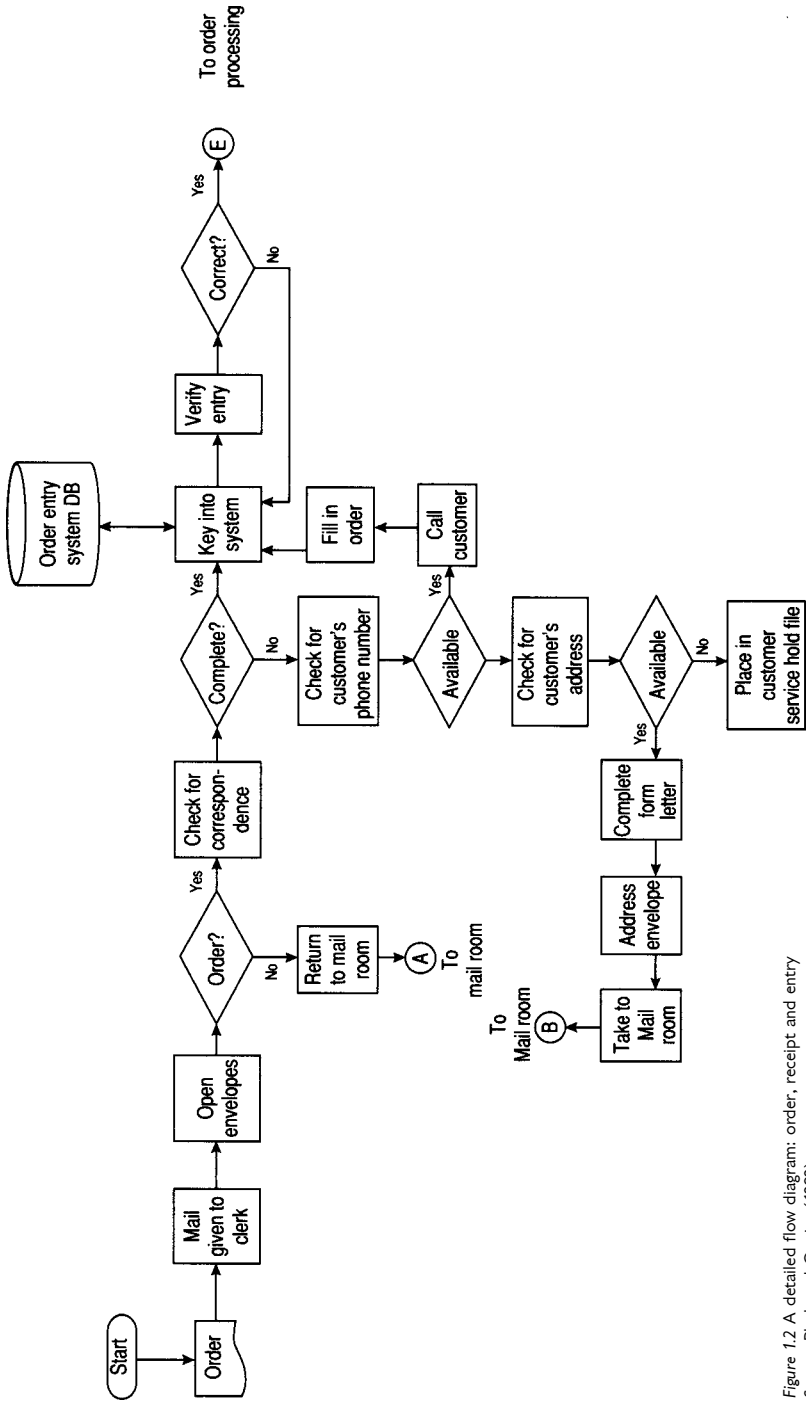 Start
Order
Mail
given to
clerk
Open
envelopes
Order?
Yes
No
Return
to mail
room
A
To
mail room
Check for
correspon-
dence
Complete?
Yes
No
Order entry
system DB
Key into
system
Verify
entry
Correct?
Yes
No
E
To order
processing
Check for
customer's
phone number
Available
Yes
Call
customer
Fill in
order
Check for
customer's
address
Available
Yes
No
Place in
customer
service hold file
Complete
form
letter
Address
envelope
Take to
Mail
room
B
To
Mail room
Figure 1.2 A detailed flow diagram: order, receipt and entry